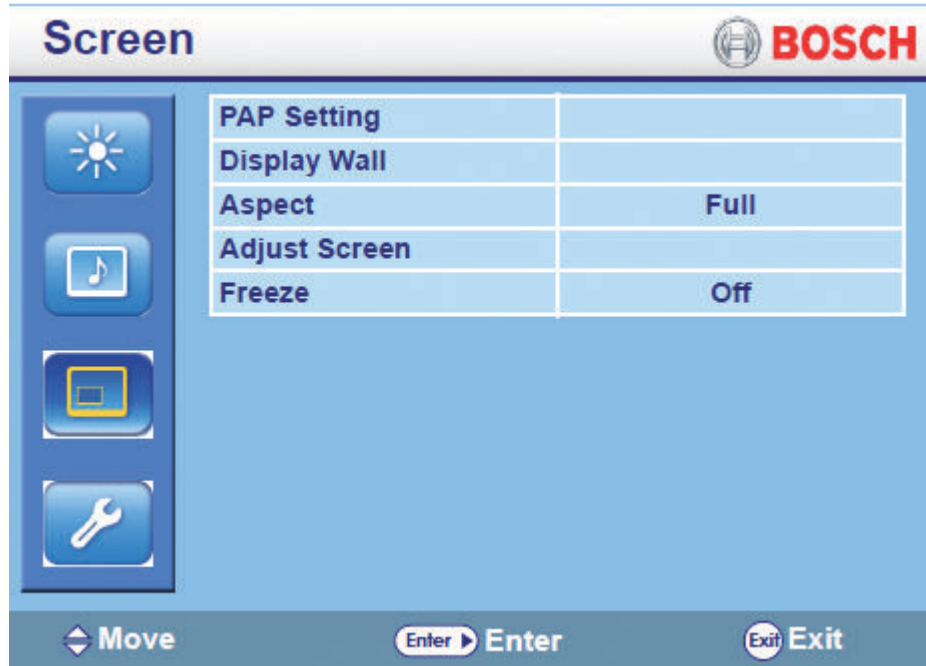 Screen BOSCH
PAP Setting
Display Wall
Aspect Full
Adjust Screen
Freeze Off
Move Enter Enter Exit Exit